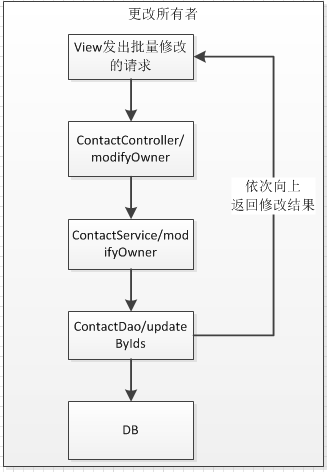 更改所有者
View发出批量修改
的请求
ContactController/
modifyOwner
依次向上
返回修改结果
ContactService/mod
ifyOwner
ContactDao/update
ByIds
DB